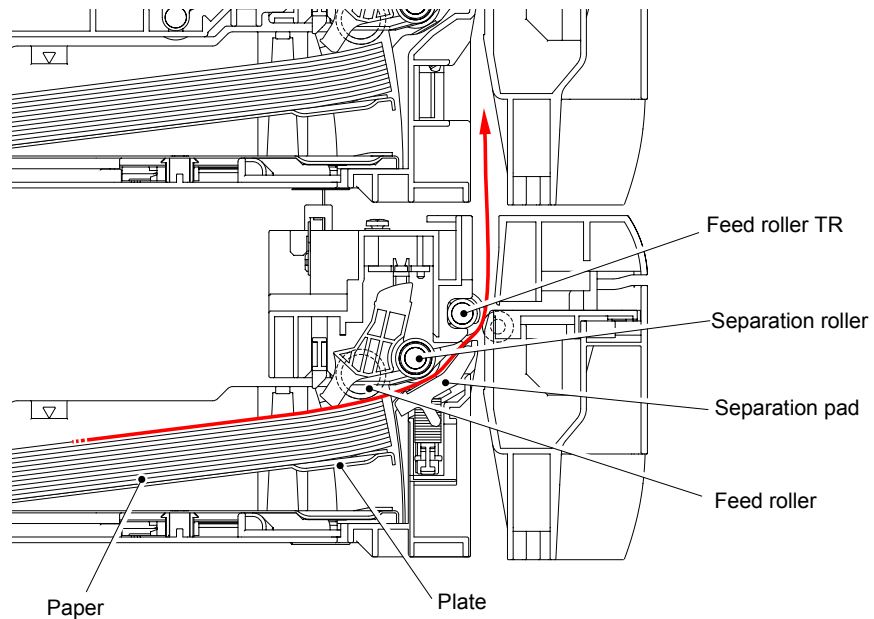 Feed roller TR
Separation roller
Separation pad
Feed roller
Plate
Paper